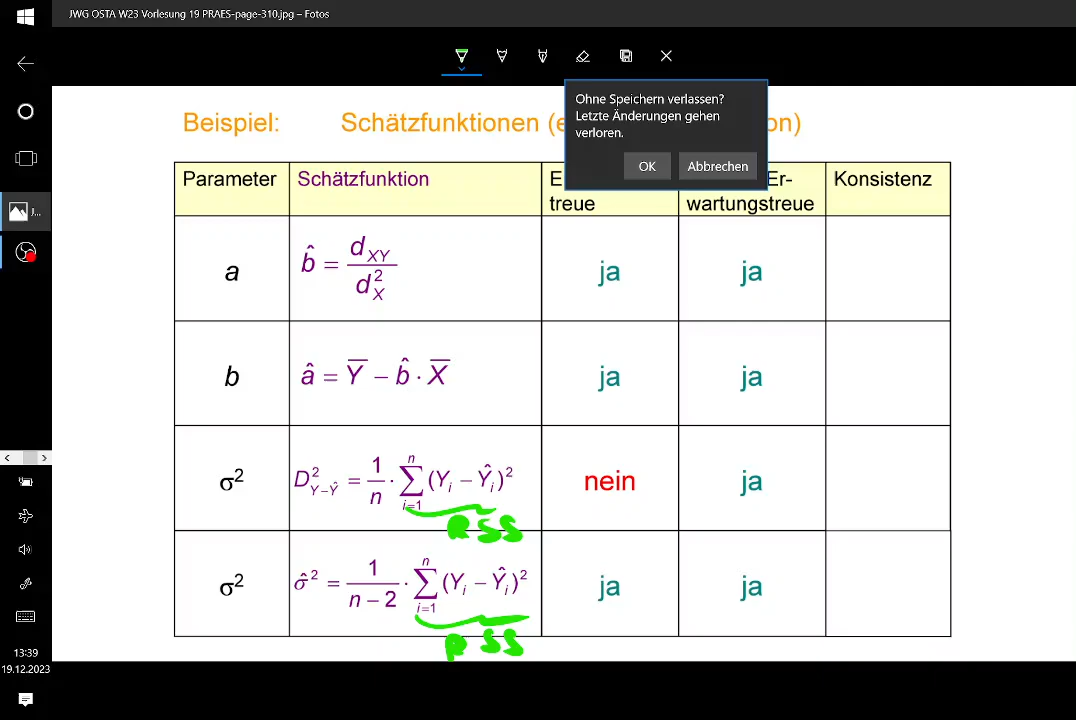 JWG OSTA W23 Vorlesung 19 PRAES-page-310.jpg – Fotos
Ohne Speichern verlassen?
Letzte Änderungen gehen
verloren.
OK Abbrechen
Beispiel: Schätzfunktionen (e on)
Parameter Schätzfunktion E Er- Konsistenz
treue wartungstreue
a b̂ = d_XY / d_X^2 ja ja
b â = Y̅ − b̂ · X̅ ja ja
σ² D²_{Y−Ŷ} = 1/n · ∑_{i=1}^{n} (Y_i − Ŷ_i)² nein ja
RSS
σ² σ̂² = 1/(n − 2) · ∑_{i=1}^{n} (Y_i − Ŷ_i)² ja ja
RSS
J...
13:39
19.12.2023